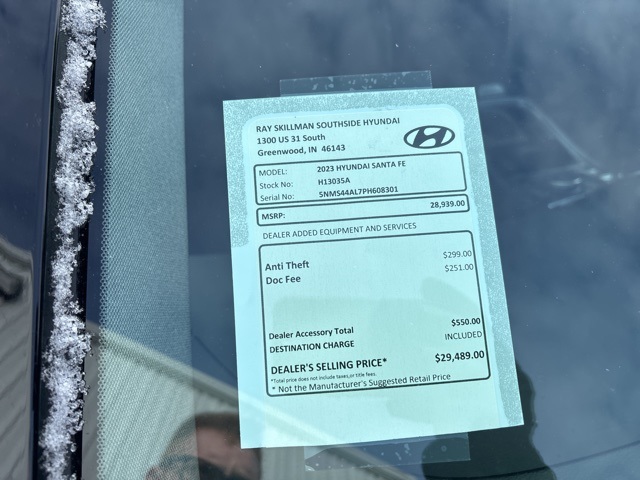 RAY SKILLMAN SOUTHSIDE HYUNDAI
1300 US 31 South
Greenwood, IN 46143
MODEL: 2023 HYUNDAI SANTA FE
Stock No: H13035A
Serial No: 5NMS44AL7PH608301
MSRP: 28,939.00
DEALER ADDED EQUIPMENT AND SERVICES
Anti Theft $299.00
Doc Fee $251.00
Dealer Accessory Total $550.00
DESTINATION CHARGE INCLUDED
DEALER'S SELLING PRICE* $29,489.00
*Total price does not include taxes,or title fees.
* Not the Manufacturer's Suggested Retail Price